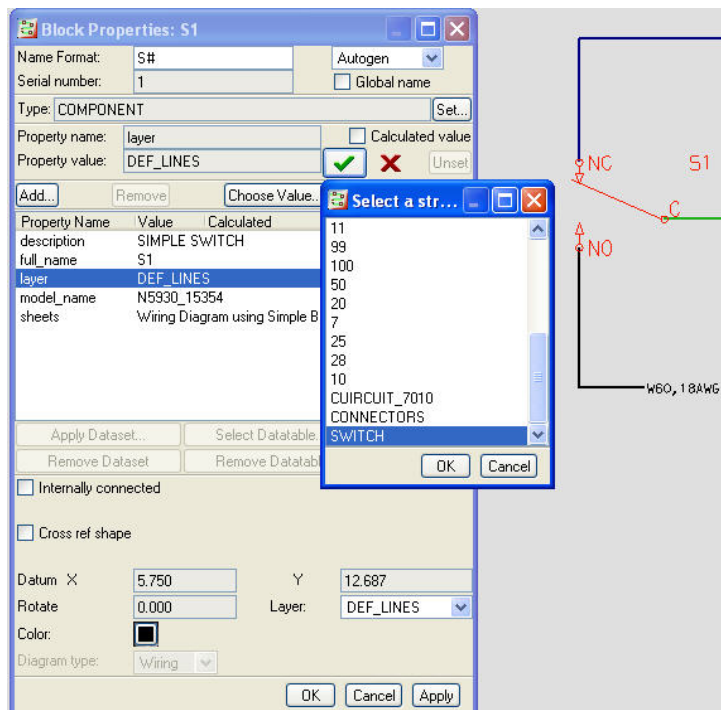 Block Properties: S1
Name Format: S# Autogen
Serial number: 1 Global name
Type: COMPONENT Set...
Property name: layer Calculated value
Property value: DEF_LINES Unset
Add... Remove Choose Value..
Property Name Value Calculated
description SIMPLE SWITCH
full_name S1
layer DEF_LINES
model_name N5930_15354
sheets Wiring Diagram using Simple B
Apply Dataset... Select Datatable.
Remove Dataset Remove Datatabl
Internally connected
Cross ref shape
Datum X 5.750 Y 12.687
Rotate 0.000 Layer: DEF_LINES
Color:
Diagram type: Wiring
OK Cancel Apply
Select a str...
11
99
100
50
20
7
25
28
10
CUIRCUIT_7010
CONNECTORS
SWITCH
OK Cancel
NC S1
C
NO
W60,18AWG